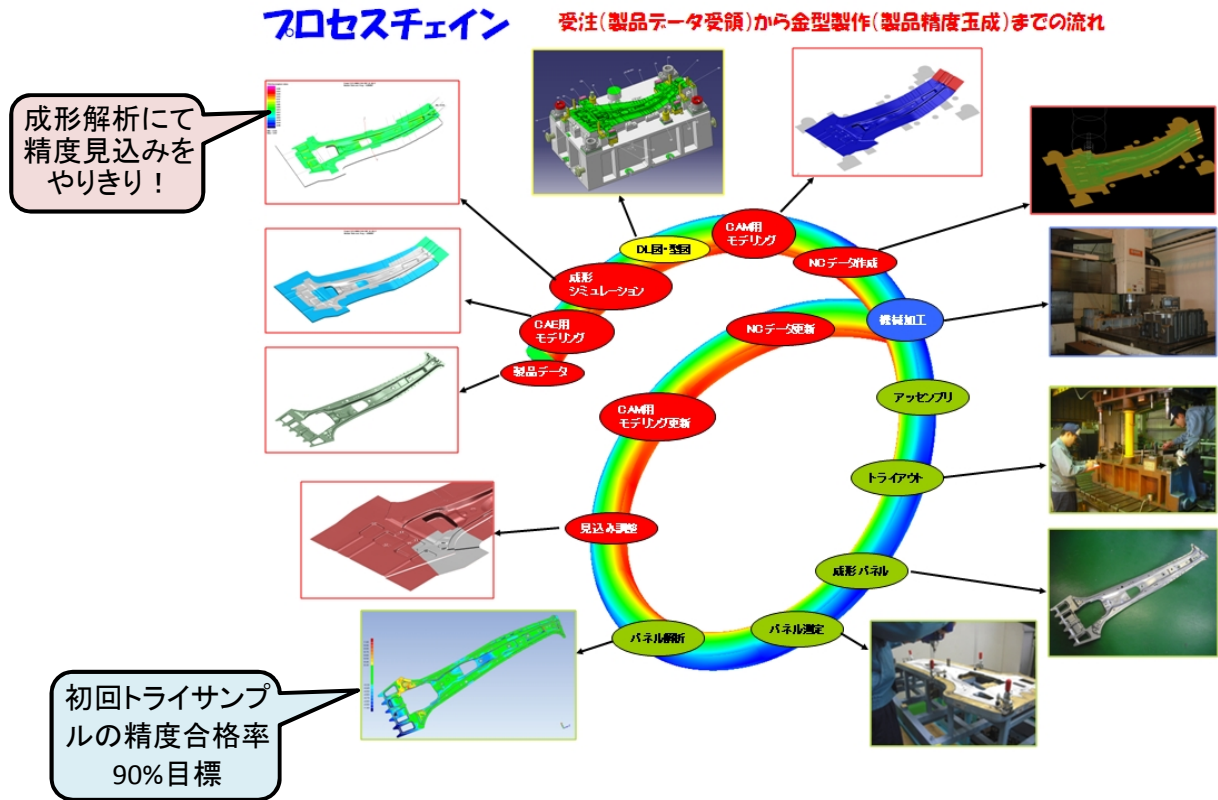 プロセスチェイン
受注(製品データ受領)から金型製作(製品精度玉成)までの流れ
成形解析にて
精度見込みを
やりきり!
CAM用
モデリング
DL図・型図
NCデータ作成
成形
シミュレーション
機械加工
CAE用
モデリング
NCデータ更新
製品データ
アッセンブリ
CAM用
モデリング更新
トライアウト
見込み調整
成形パネル
パネル測定
パネル解析
初回トライサンプ
ルの精度合格率
90%目標